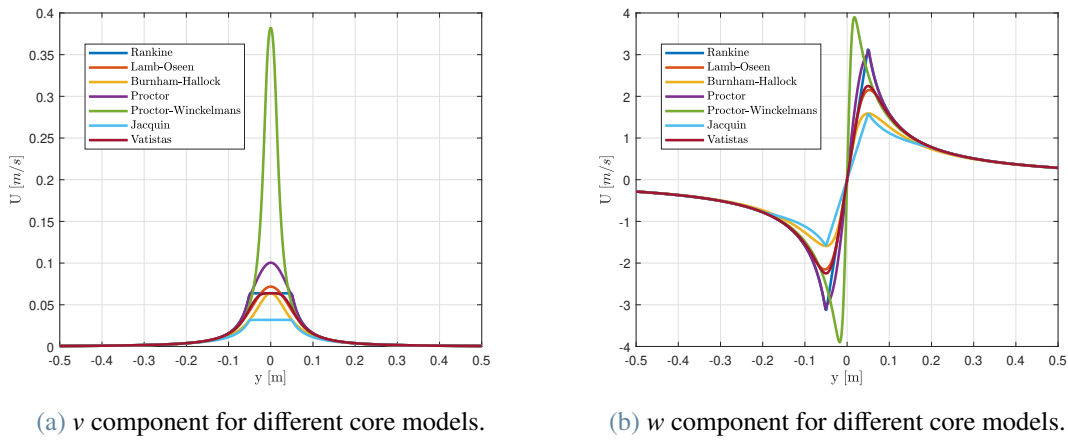 0.4
0.35
0.3
0.25
0.2
0.15
0.1
0.05
0
U [m/s]
Rankine
Lamb-Oseen
Burnham-Hallock
Proctor
Proctor-Winckelmans
Jacquin
Vatistas
-0.5 -0.4 -0.3 -0.2 -0.1 0 0.1 0.2 0.3 0.4 0.5
y [m]
(a) v component for different core models.
4
3
2
1
0
-1
-2
-3
-4
U [m/s]
Rankine
Lamb-Oseen
Burnham-Hallock
Proctor
Proctor-Winckelmans
Jacquin
Vatistas
-0.5 -0.4 -0.3 -0.2 -0.1 0 0.1 0.2 0.3 0.4 0.5
y [m]
(b) w component for different core models.